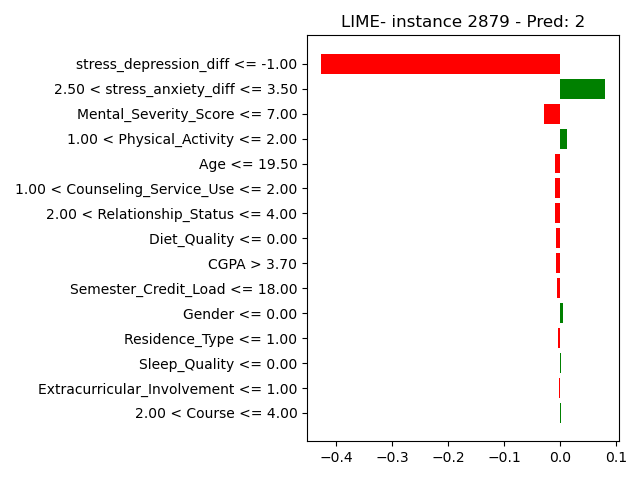 LIME- instance 2879 - Pred: 2
stress_depression_diff <= -1.00
2.50 < stress_anxiety_diff <= 3.50
Mental_Severity_Score <= 7.00
1.00 < Physical_Activity <= 2.00
Age <= 19.50
1.00 < Counseling_Service_Use <= 2.00
2.00 < Relationship_Status <= 4.00
Diet_Quality <= 0.00
CGPA > 3.70
Semester_Credit_Load <= 18.00
Gender <= 0.00
Residence_Type <= 1.00
Sleep_Quality <= 0.00
Extracurricular_Involvement <= 1.00
2.00 < Course <= 4.00
−0.4 −0.3 −0.2 −0.1 0.0 0.1